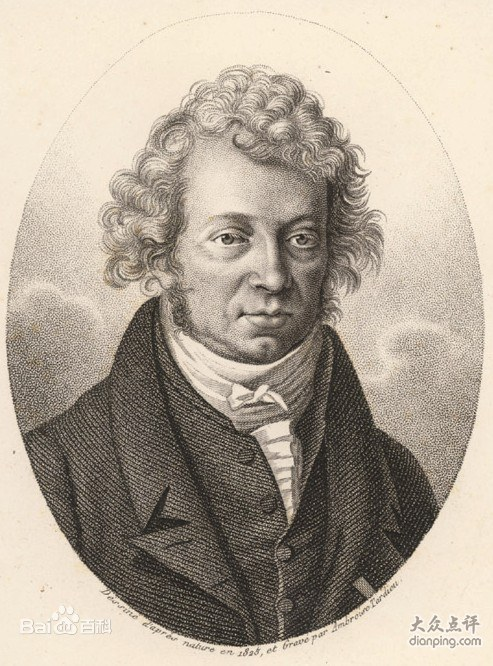 Dessiné d'après nature en 1828, et Gravé par Ambroise Tardieu.
Bai百科
大众点评
dianping.com